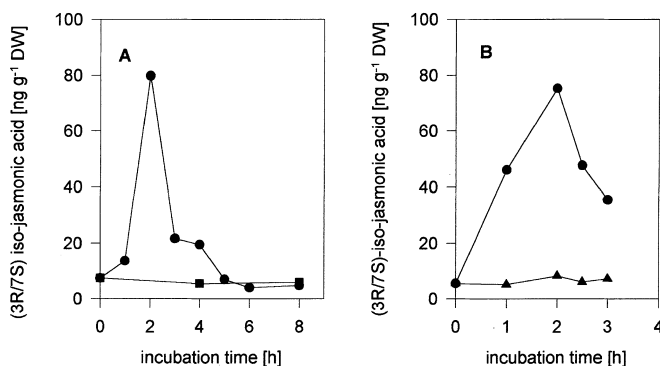 A
(3R/7S) iso-jasmonic acid [ng g⁻¹ DW]
100
80
60
40
20
0
0 2 4 6 8
incubation time [h]
B
(3R/7S)-iso-jasmonic acid [ng g⁻¹ DW]
100
80
60
40
20
0
0 1 2 3 4
incubation time [h]